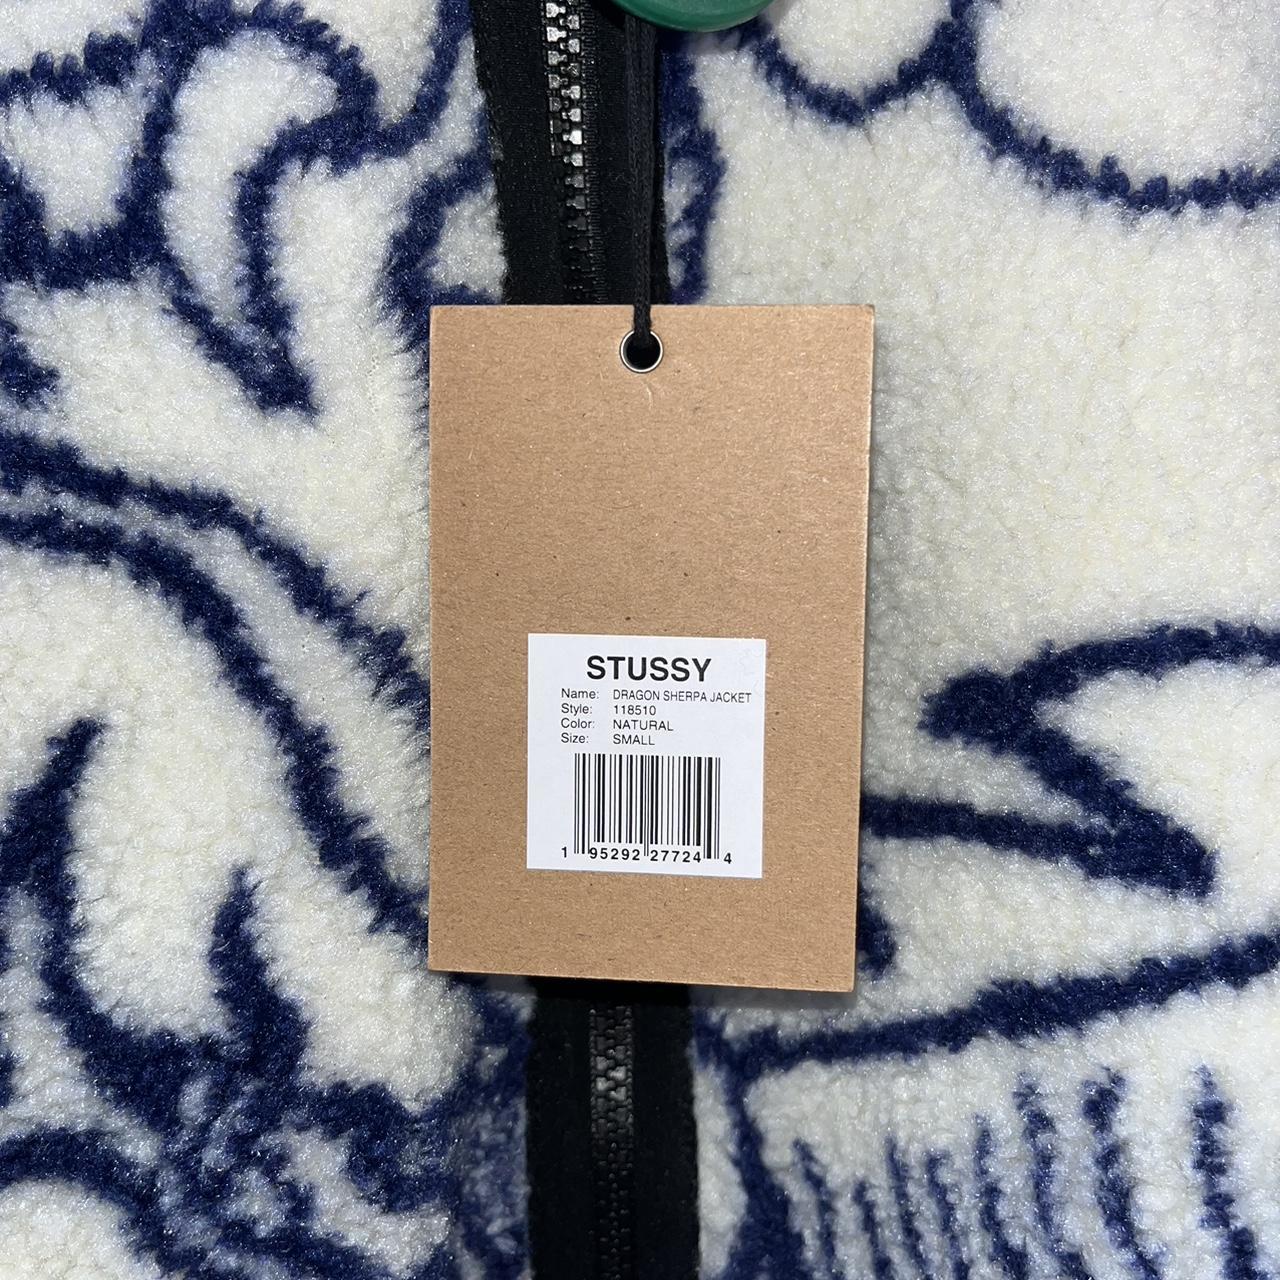 STUSSY
Name: DRAGON SHERPA JACKET
Style: 118510
Color: NATURAL
Size: SMALL
1 95292 27724 4